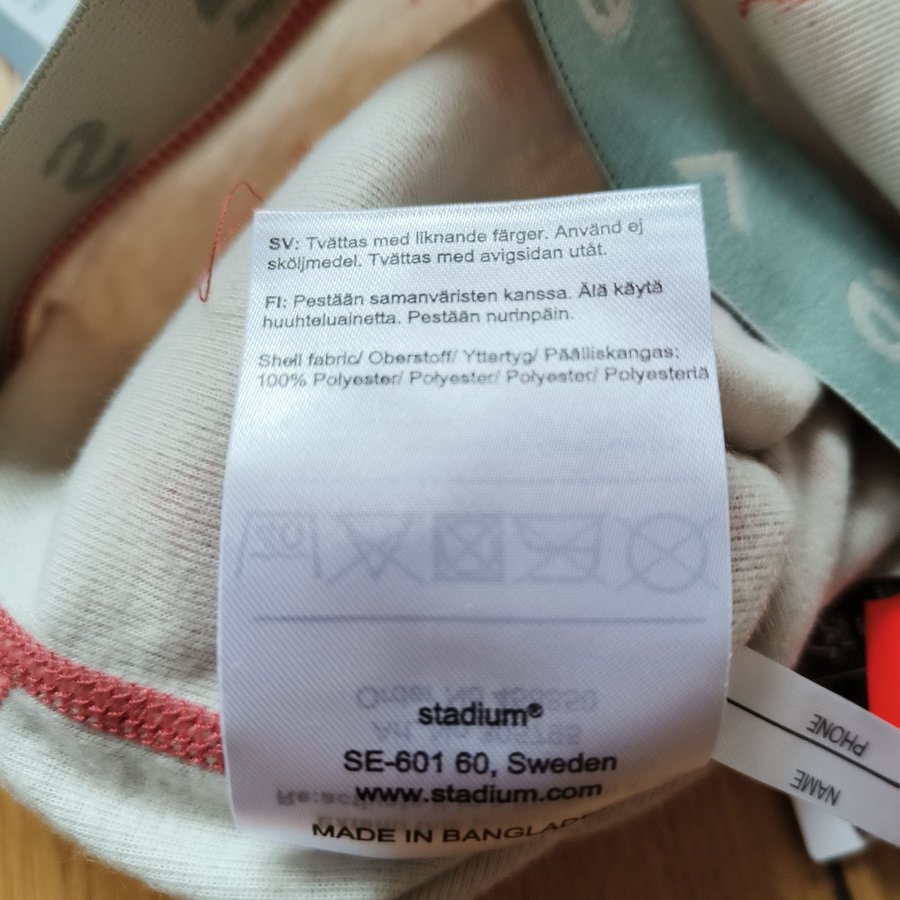 SV: Tvättas med liknande färger. Använd ej
sköljmedel. Tvättas med avigsidan utåt.
FI: Pestään samanväristen kanssa. Älä käytä
huuhteluainetta. Pestään nurinpäin.
Shell fabric/ Oberstoff/ Yttertyg/ Päälliskangas:
100% Polyester/ Polyester/ Polyester/ Polyesteriä
stadium®
SE-601 60, Sweden
www.stadium.com
MADE IN
PHONE
NAME